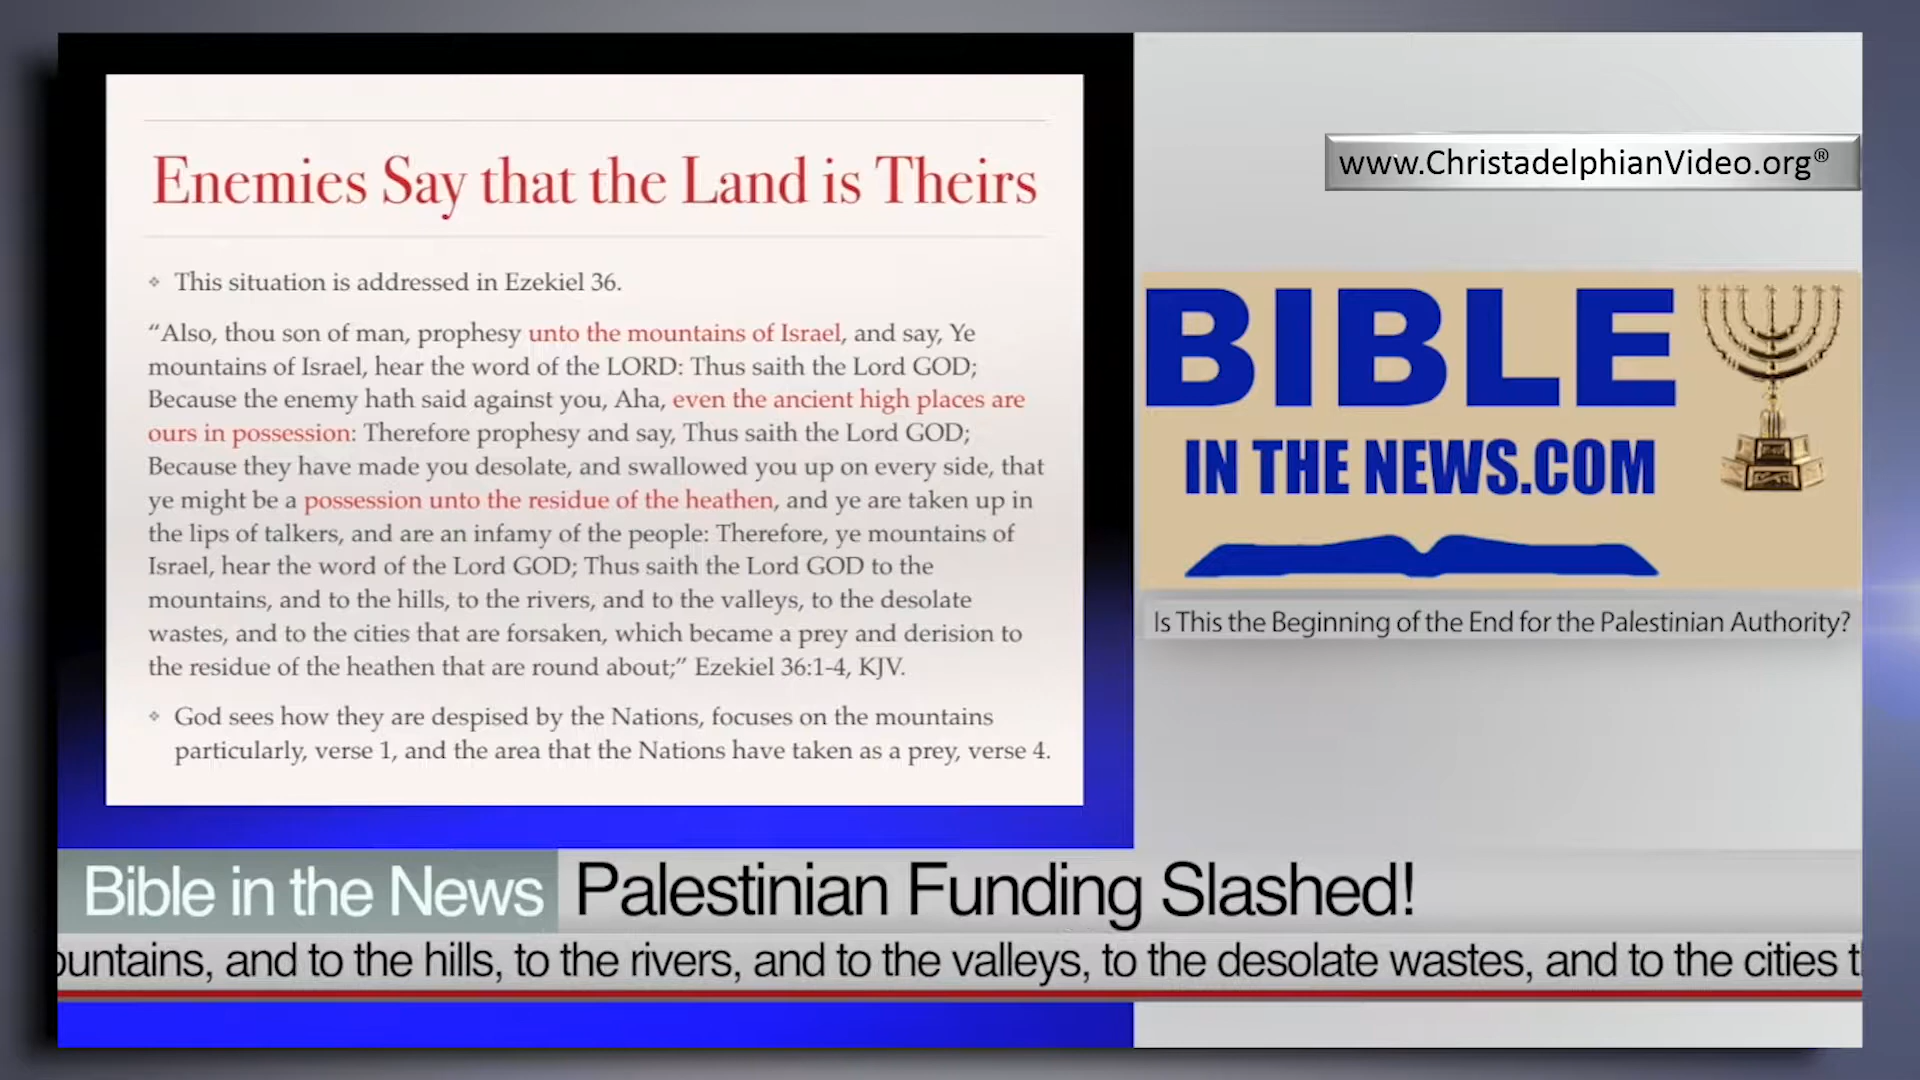 Enemies Say that the Land is Theirs
This situation is addressed in Ezekiel 36.
“Also, thou son of man, prophesy unto the mountains of Israel, and say, Ye
mountains of Israel, hear the word of the LORD: Thus saith the Lord GOD;
Because the enemy hath said against you, Aha, even the ancient high places are
ours in possession: Therefore prophesy and say, Thus saith the Lord GOD;
Because they have made you desolate, and swallowed you up on every side, that
ye might be a possession unto the residue of the heathen, and ye are taken up in
the lips of talkers, and are an infamy of the people: Therefore, ye mountains of
Israel, hear the word of the Lord GOD; Thus saith the Lord GOD to the
mountains, and to the hills, to the rivers, and to the valleys, to the desolate
wastes, and to the cities that are forsaken, which became a prey and derision to
the residue of the heathen that are round about;” Ezekiel 36:1-4, KJV.
God sees how they are despised by the Nations, focuses on the mountains
particularly, verse 1, and the area that the Nations have taken as a prey, verse 4.
www.ChristadelphianVideo.org®
BIBLE
IN THE NEWS.COM
Is This the Beginning of the End for the Palestinian Authority?
Bible in the News
Palestinian Funding Slashed!
ountains, and to the hills, to the rivers, and to the valleys, to the desolate wastes, and to the cities t